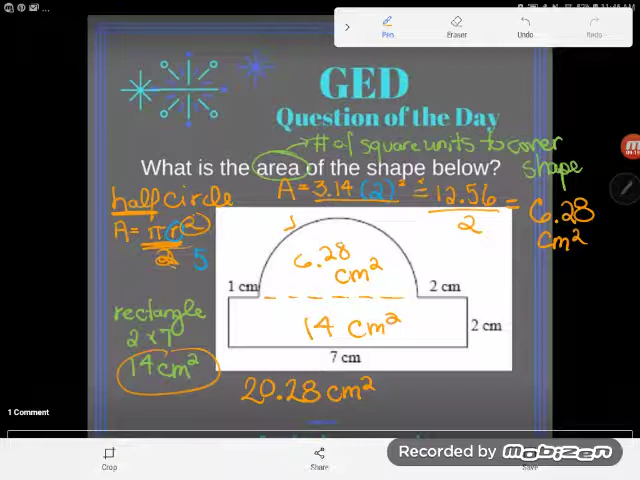 Pen
Eraser
Undo
Redo
GED
Question of the Day
# of square units to cover
shape
What is the area of the shape below?
half circle
A = 3.14 (2)² = 12.56 = 6.28
2
cm²
A = πr²
2
5
6.28
cm²
1 cm
2 cm
rectangle
2 x 7
14 cm²
14 cm²
2 cm
7 cm
20.28 cm²
1 Comment
Recorded by Mobizen
Crop
Share
Save